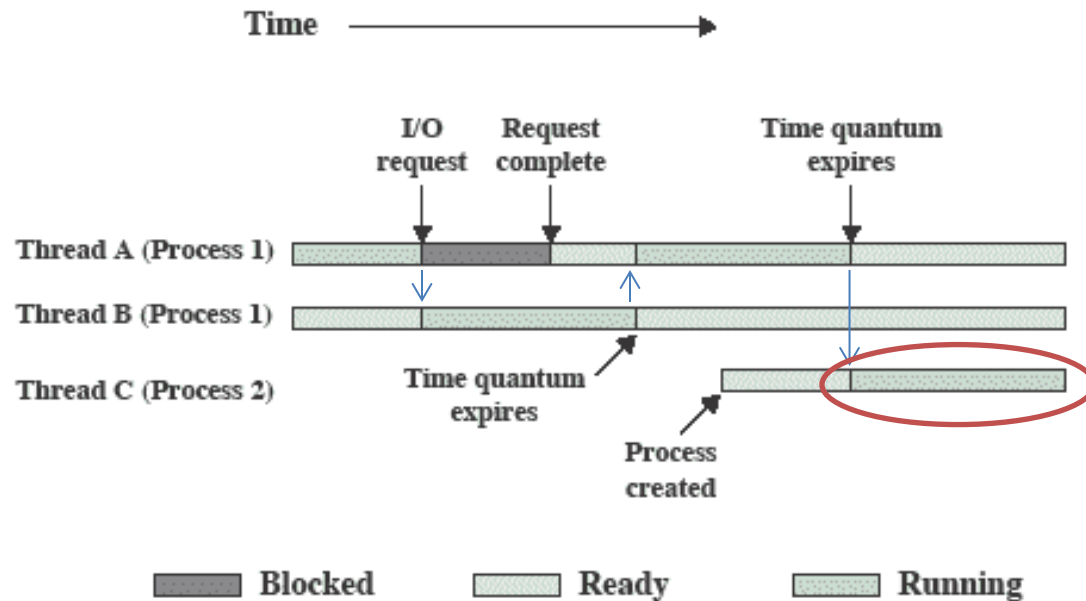 Time
I/O
request
Request
complete
Time quantum
expires
Thread A (Process 1)
Thread B (Process 1)
Thread C (Process 2)
Time quantum
expires
Process
created
Blocked
Ready
Running